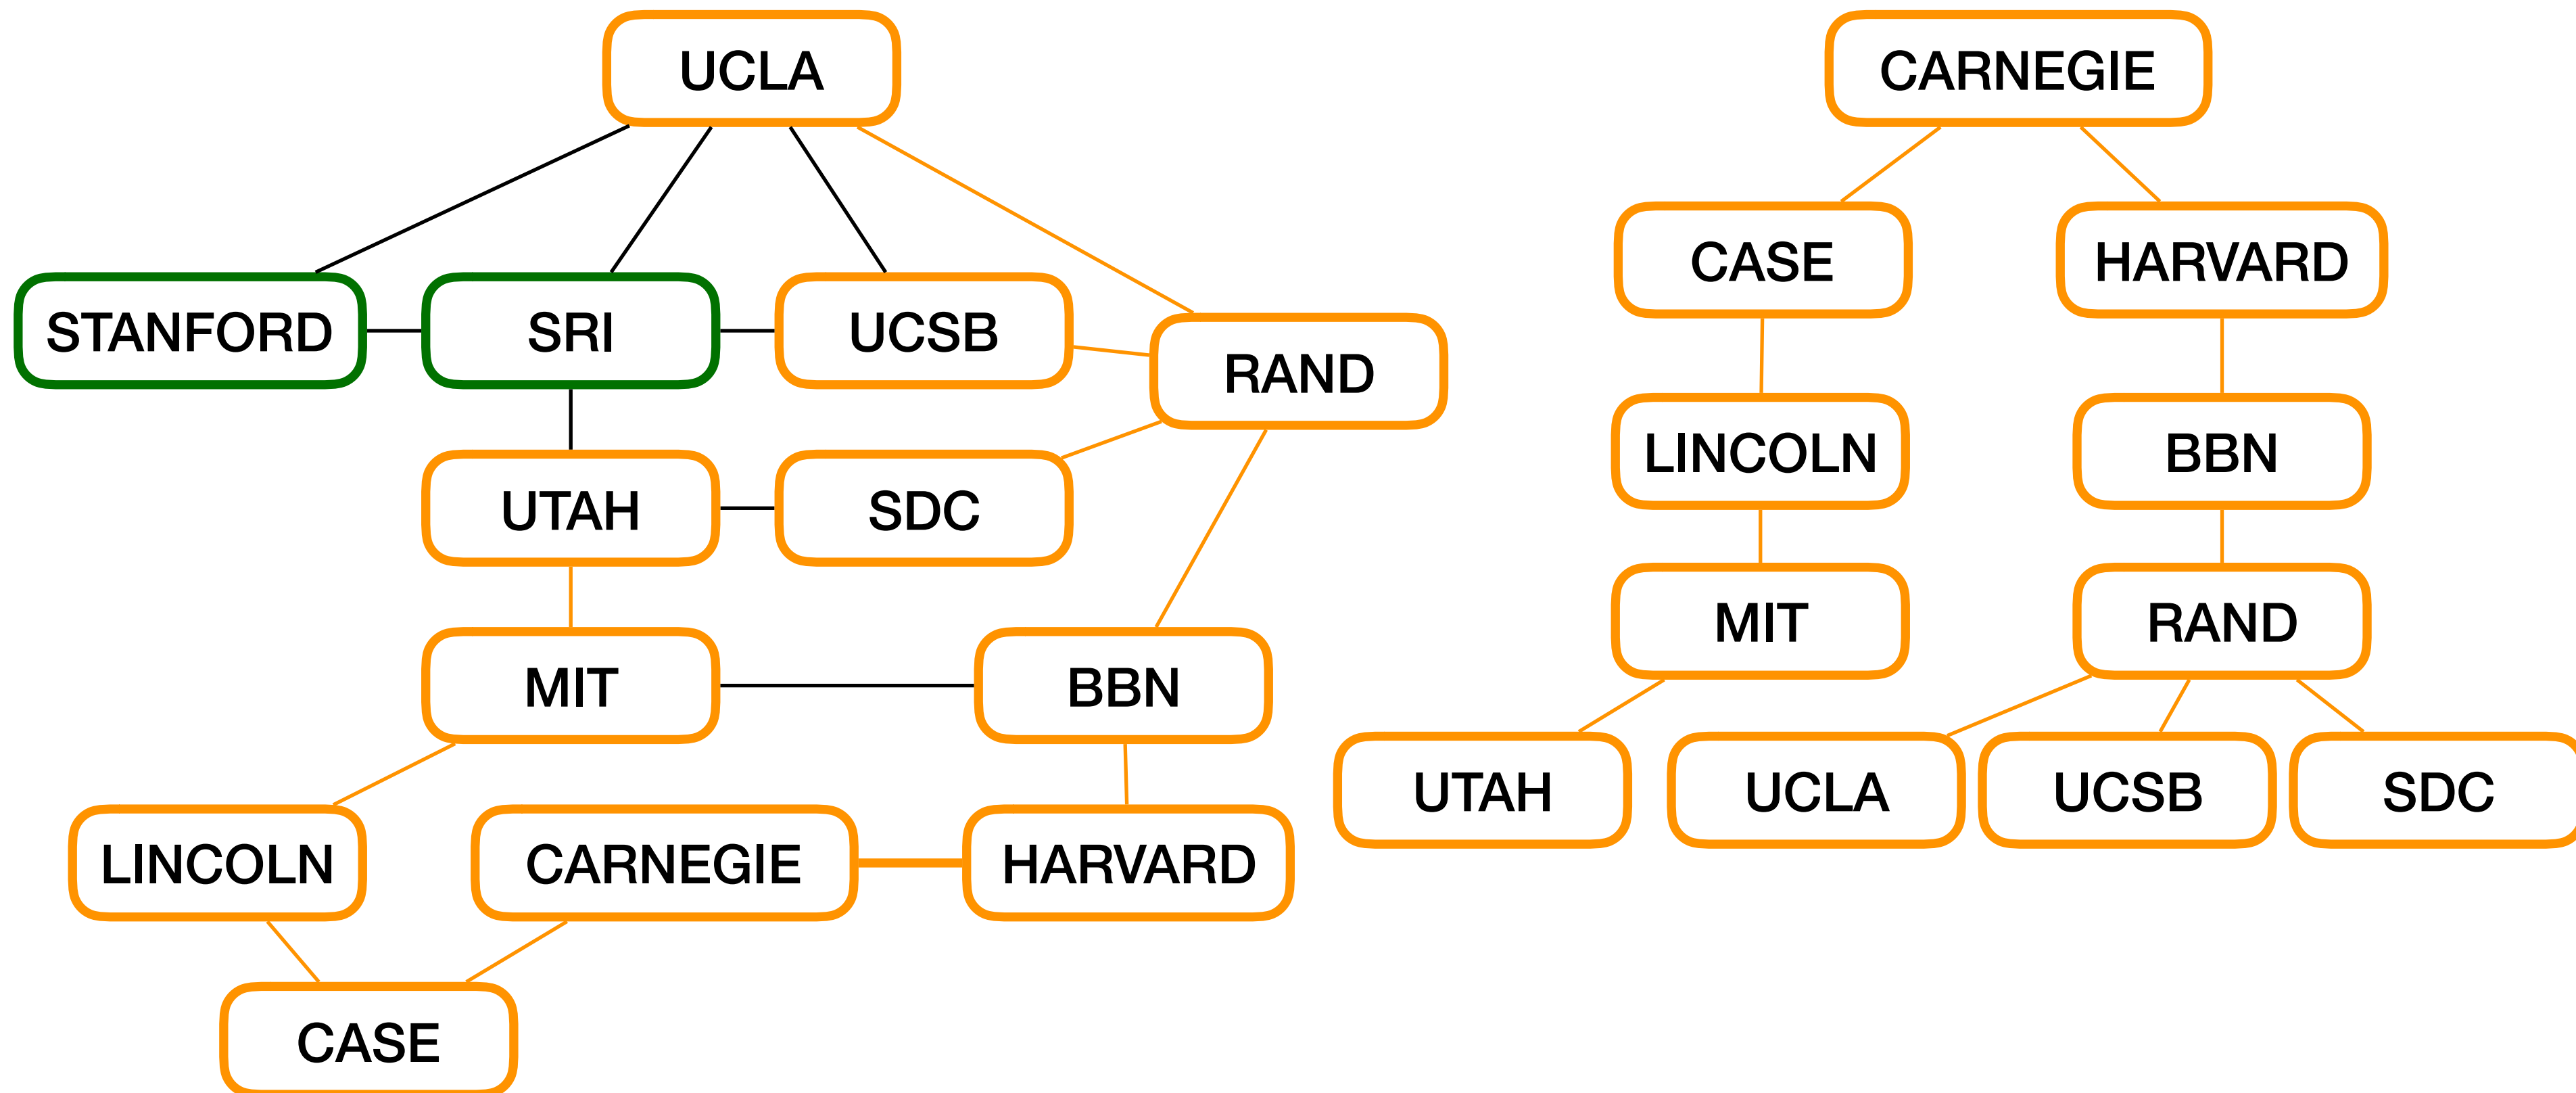 UCLA
STANFORD
SRI
UCSB
RAND
UTAH
SDC
MIT
BBN
LINCOLN
CARNEGIE
HARVARD
CASE
CARNEGIE
CASE
HARVARD
LINCOLN
BBN
MIT
RAND
UTAH
UCLA
UCSB
SDC